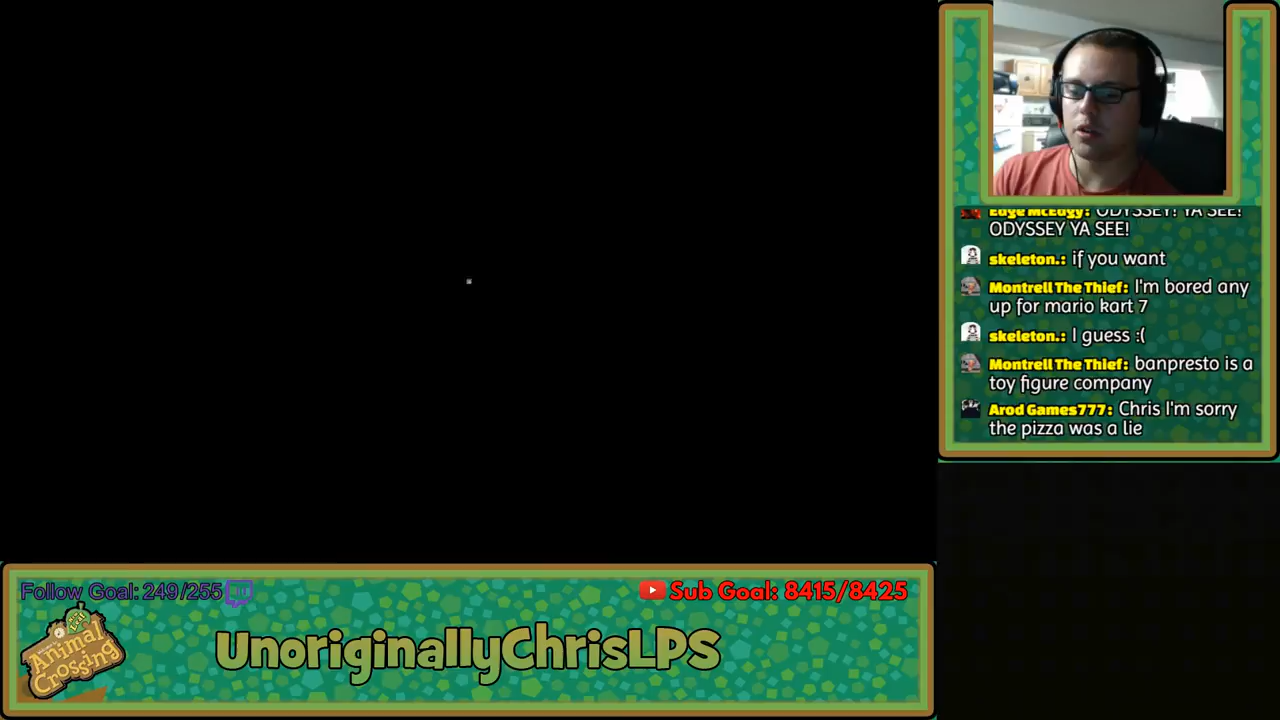 Edge McEdgy: ODYSSEY! YA SEE!
ODYSSEY YA SEE!
skeleton.: if you want
Montrell The Thief: I'm bored any
up for mario kart 7
skeleton.: I guess :(
Montrell The Thief: banpresto is a
toy figure company
Arod Games777: Chris I'm sorry
the pizza was a lie
Follow Goal: 249/255
Sub Goal: 8415/8425
Animal
Crossing
UnoriginallyChrisLPS